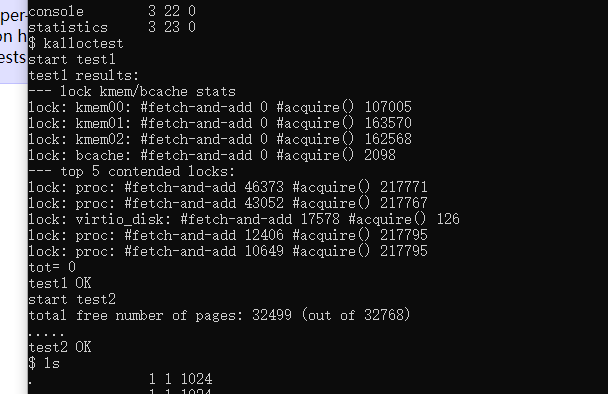 per-
on h
ests
console 3 22 0
statistics 3 23 0
$ kalloctest
start test1
test1 results:
--- lock kmem/bcache stats
lock: kmem00: #fetch-and-add 0 #acquire() 107005
lock: kmem01: #fetch-and-add 0 #acquire() 163570
lock: kmem02: #fetch-and-add 0 #acquire() 162568
lock: bcache: #fetch-and-add 0 #acquire() 2098
--- top 5 contended locks:
lock: proc: #fetch-and-add 46373 #acquire() 217771
lock: proc: #fetch-and-add 43052 #acquire() 217767
lock: virtio_disk: #fetch-and-add 17578 #acquire() 126
lock: proc: #fetch-and-add 12406 #acquire() 217795
lock: proc: #fetch-and-add 10649 #acquire() 217795
tot= 0
test1 OK
start test2
total free number of pages: 32499 (out of 32768)
.....
test2 OK
$ ls
. 1 1 1024